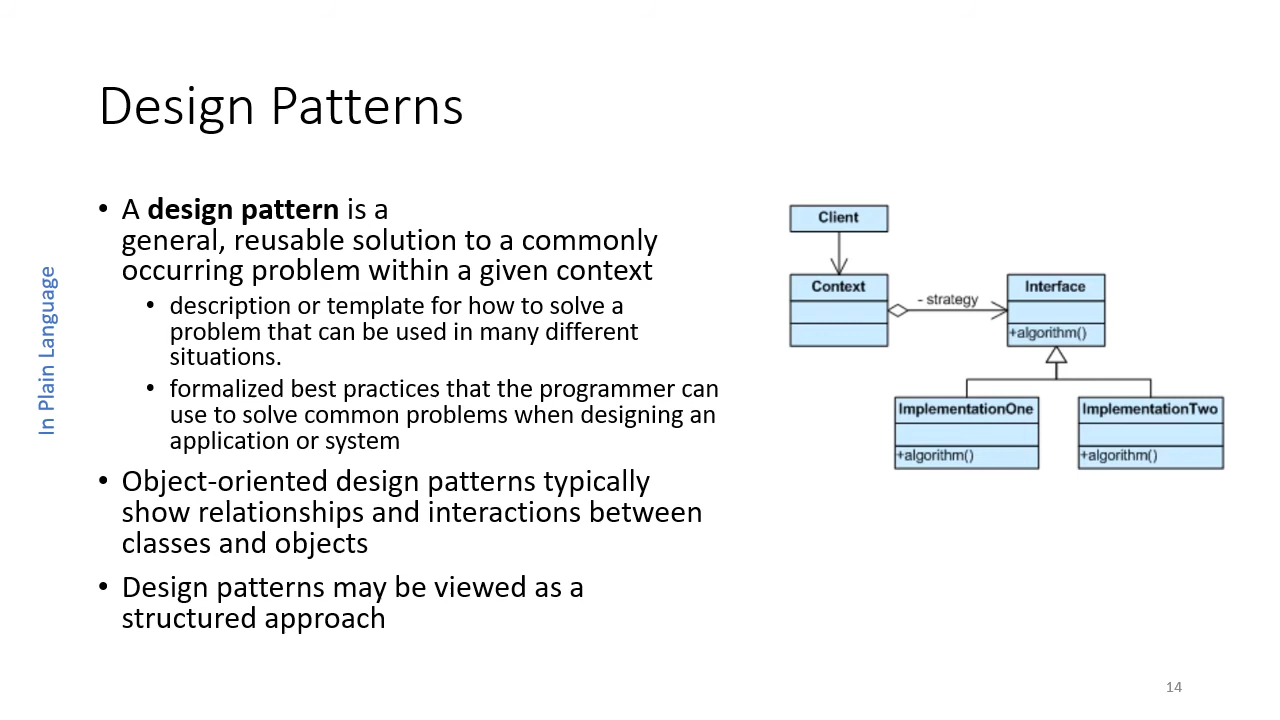 Design Patterns
In Plain Language
• A design pattern is a
general, reusable solution to a commonly
occurring problem within a given context
• description or template for how to solve a
problem that can be used in many different
situations.
• formalized best practices that the programmer can
use to solve common problems when designing an
application or system
• Object-oriented design patterns typically
show relationships and interactions between
classes and objects
• Design patterns may be viewed as a
structured approach
Client
Context
- strategy
Interface
+algorithm()
ImplementationOne
+algorithm()
ImplementationTwo
+algorithm()
14